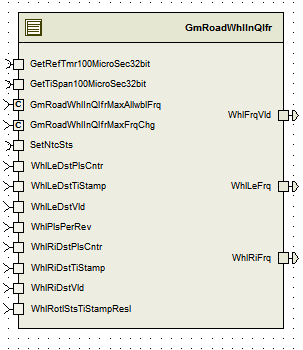 GmRoadWhlInQlfr
GetRefTmr100MicroSec32bit
GetTiSpan100MicroSec32bit
C GmRoadWhlInQlfrMaxAllwblFrq
C GmRoadWhlInQlfrMaxFrqChg
SetNtcSts
WhlLeDstPlsCntr
WhlLeDstTiStamp
WhlLeDstVld
WhlPlsPerRev
WhlRiDstPlsCntr
WhlRiDstTiStamp
WhlRiDstVld
WhlRotlStsTiStampResl
WhlFrqVld
WhlLeFrq
WhlRiFrq